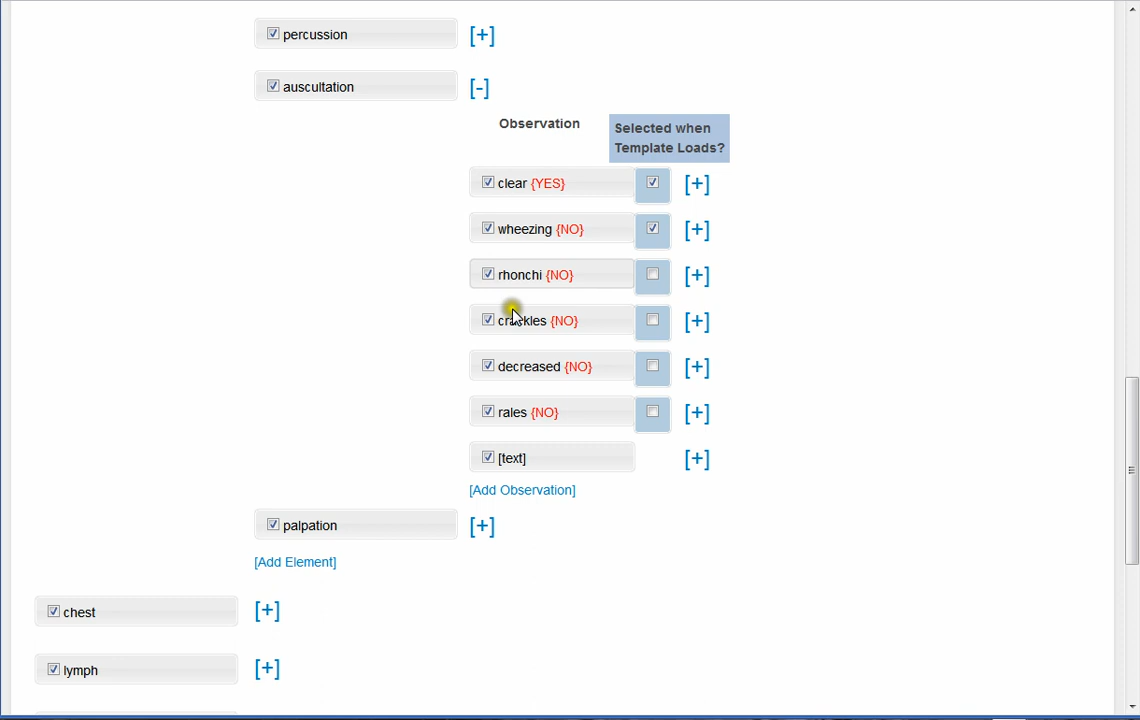 percussion [+]
auscultation [-]
Observation
Selected when
Template Loads?
clear {YES} [+]
wheezing {NO} [+]
rhonchi {NO} [+]
crackles {NO} [+]
decreased {NO} [+]
rales {NO} [+]
[text] [+]
[Add Observation]
palpation [+]
[Add Element]
chest [+]
lymph [+]